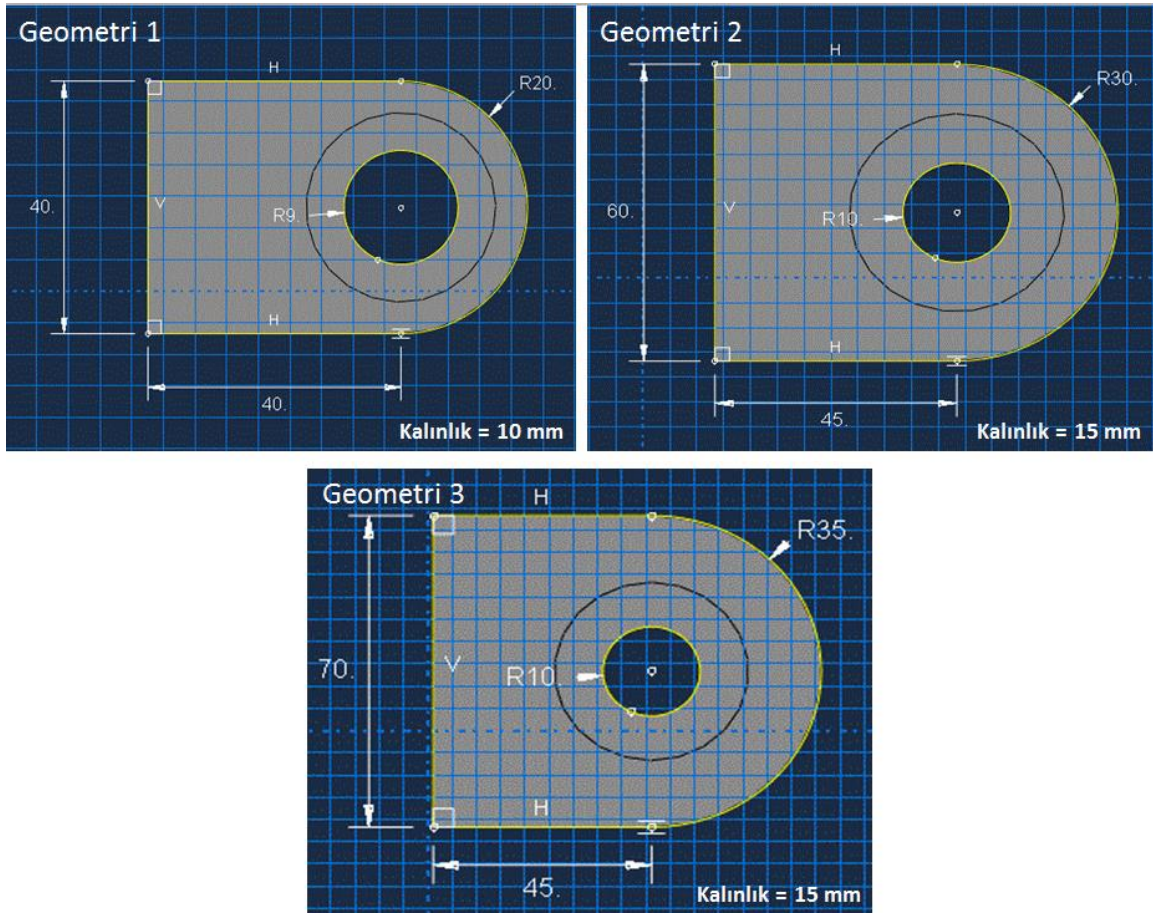 Geometri 1
H
R20.
40.
V
R9.
H
40.
Kalınlık = 10 mm
Geometri 2
H
R30.
60.
V
R10.
H
45.
Kalınlık = 15 mm
Geometri 3
H
R35.
70.
V
R10.
H
45.
Kalınlık = 15 mm